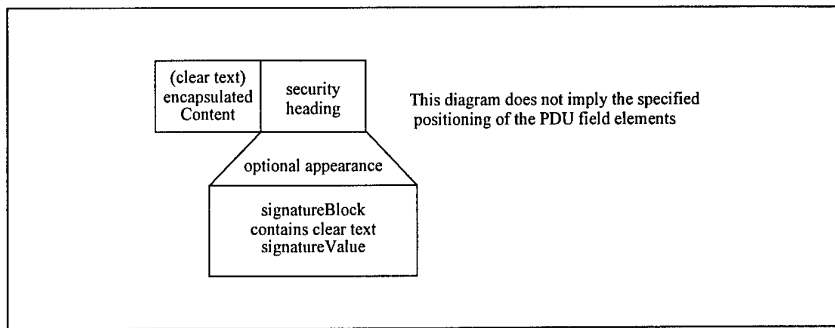 (clear text)
encapsulated
Content
security
heading
This diagram does not imply the specified
positioning of the PDU field elements
optional appearance
signatureBlock
contains clear text
signatureValue